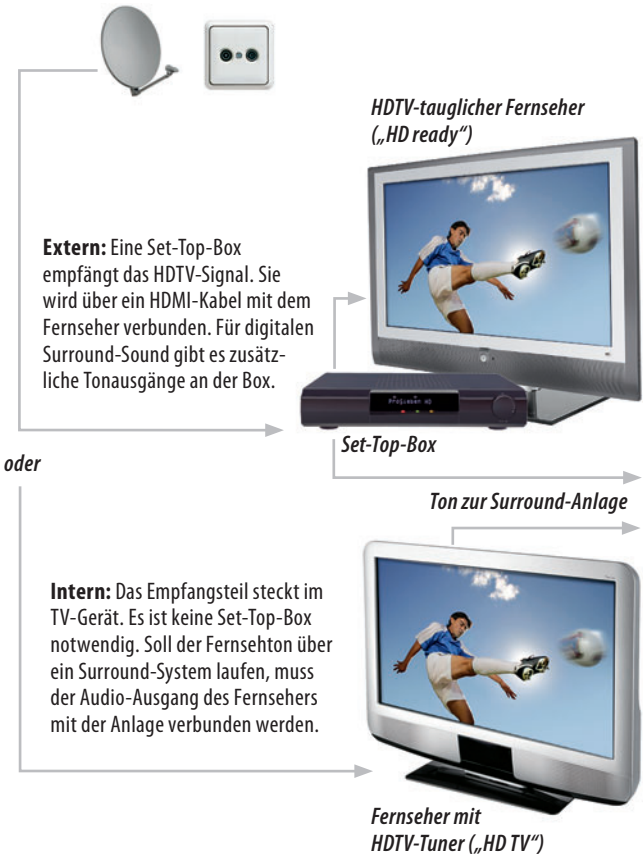 HDTV-tauglicher Fernseher
(„HD ready“)
Extern: Eine Set-Top-Box
empfängt das HDTV-Signal. Sie
wird über ein HDMI-Kabel mit dem
Fernseher verbunden. Für digitalen
Surround-Sound gibt es zusätz-
liche Tonausgänge an der Box.
ProSieben HD
Set-Top-Box
oder
Ton zur Surround-Anlage
Intern: Das Empfangsteil steckt im
TV-Gerät. Es ist keine Set-Top-Box
notwendig. Soll der Fernsehton über
ein Surround-System laufen, muss
der Audio-Ausgang des Fernsehers
mit der Anlage verbunden werden.
Fernseher mit
HDTV-Tuner („HD TV“)